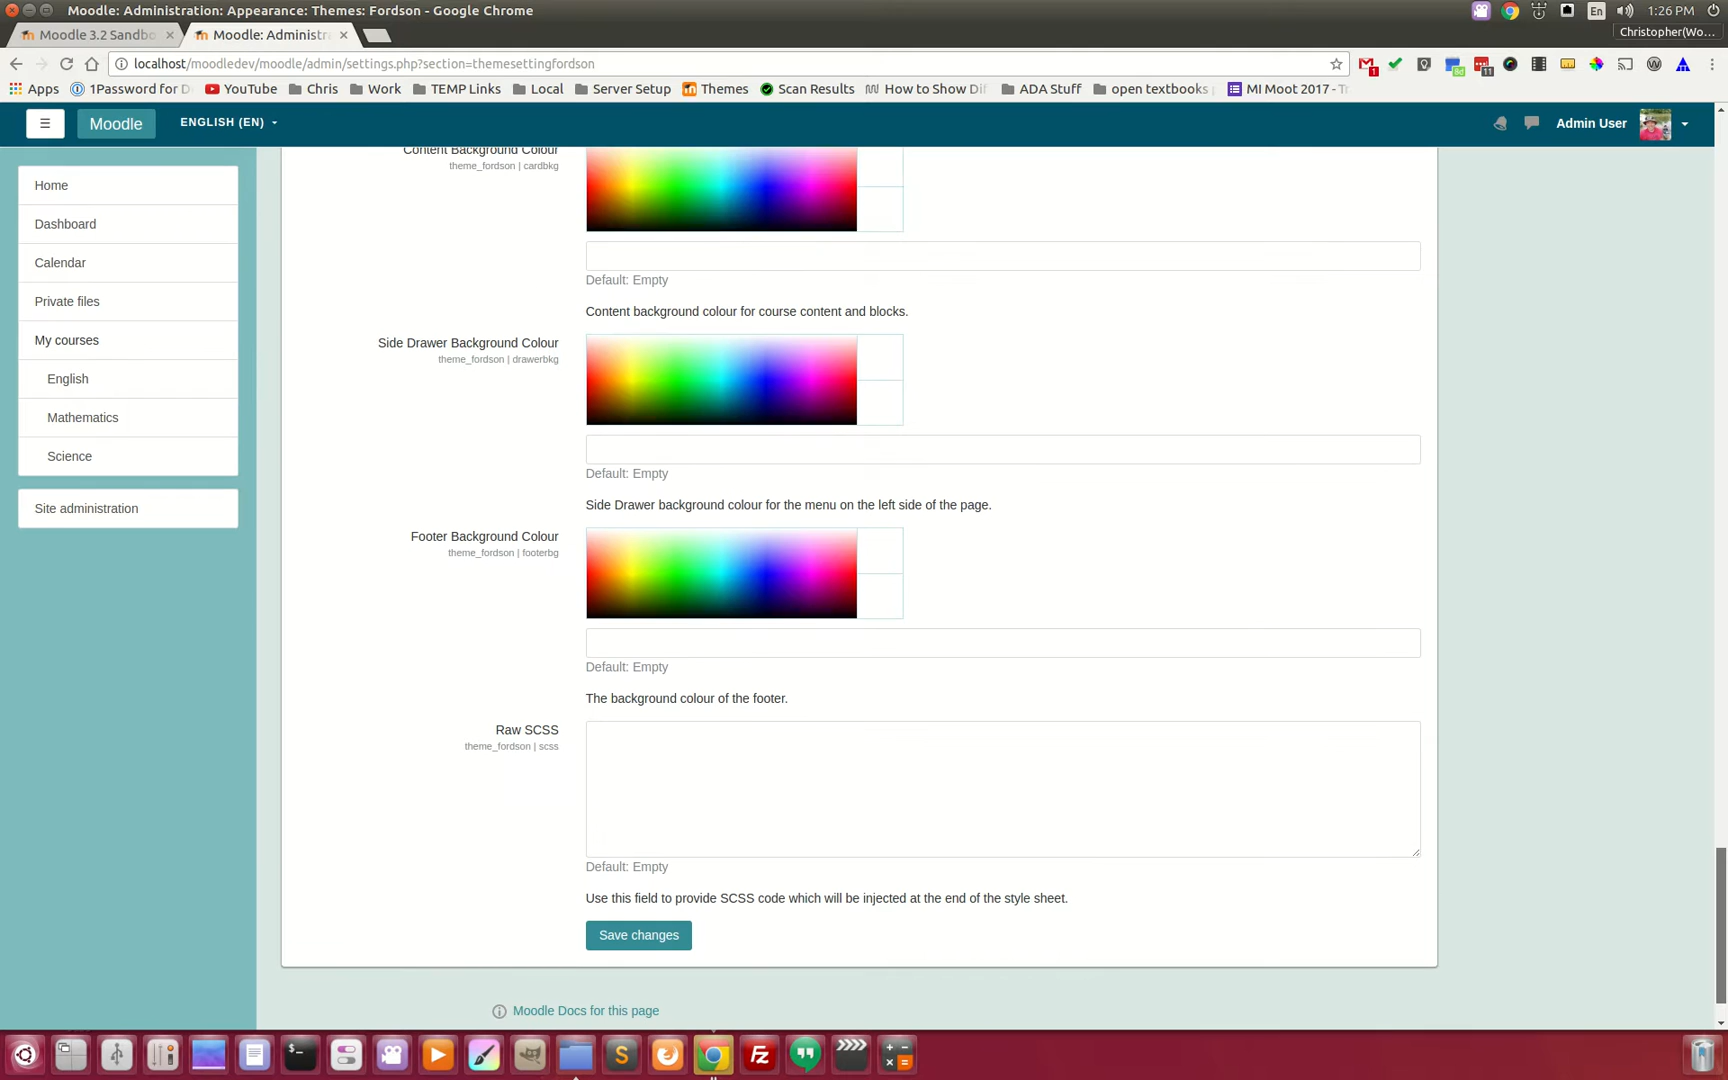 Moodle: Administration: Appearance: Themes: Fordson - Google Chrome
En
1:26 PM
Moodle 3.2 Sandbo
Moodle: Administr
Christopher(Wo...
localhost/moodledev/moodle/admin/settings.php?section=themesettingfordson
1
8d
11
Apps
1Password for D
YouTube
Chris
Work
TEMP Links
Local
Server Setup
Themes
Scan Results
How to Show Di
ADA Stuff
open textbooks
MI Moot 2017 - T
Moodle
ENGLISH (EN)
Admin User
Home
Dashboard
Calendar
Private files
My courses
English
Mathematics
Science
Site administration
Content Background Colour
theme_fordson | cardbkg
Default: Empty
Content background colour for course content and blocks.
Side Drawer Background Colour
theme_fordson | drawerbkg
Default: Empty
Side Drawer background colour for the menu on the left side of the page.
Footer Background Colour
theme_fordson | footerbg
Default: Empty
The background colour of the footer.
Raw SCSS
theme_fordson | scss
Default: Empty
Use this field to provide SCSS code which will be injected at the end of the style sheet.
Save changes
Moodle Docs for this page